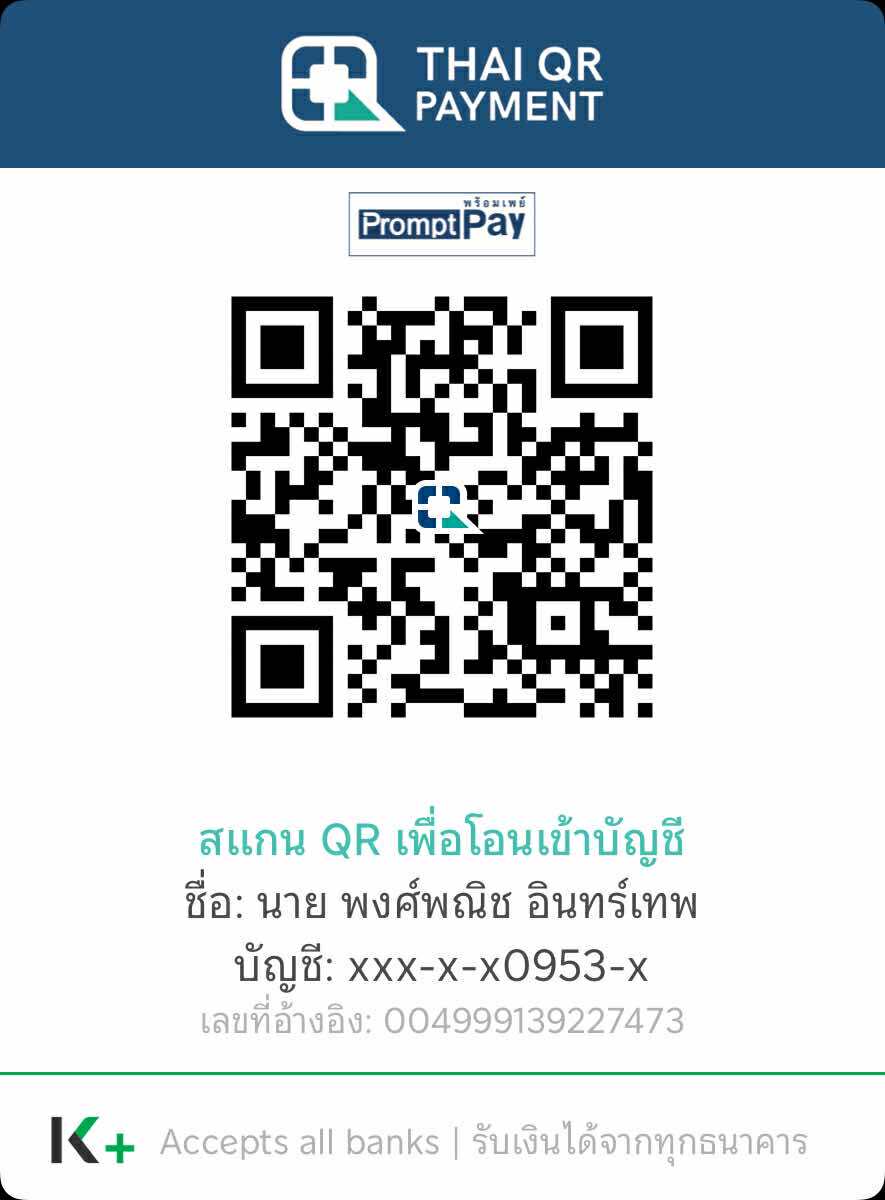 THAI QR
PAYMENT
พร้อมเพย์
PromptPay
สแกน QR เพื่อโอนเข้าบัญชี
ชื่อ: นาย พงศ์พณิช อินทร์เทพ
บัญชี: xxx-x-x0953-x
เลขที่อ้างอิง: 004999139227473
K+ Accepts all banks | รับเงินได้จากทุกธนาคาร